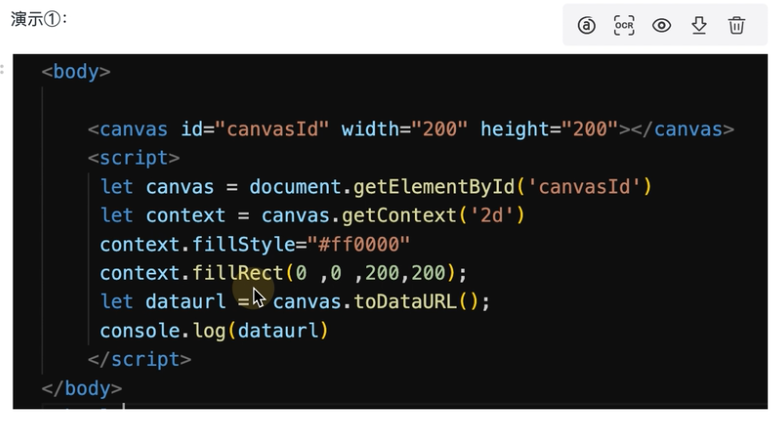 演示①：
OCR
<body>
<canvas id="canvasId" width="200" height="200"></canvas>
<script>
let canvas = document.getElementById('canvasId')
let context = canvas.getContext('2d')
context.fillStyle="#ff0000"
context.fillRect(0 ,0 ,200,200);
let dataurl = canvas.toDataURL();
console.log(dataurl)
</script>
</body>